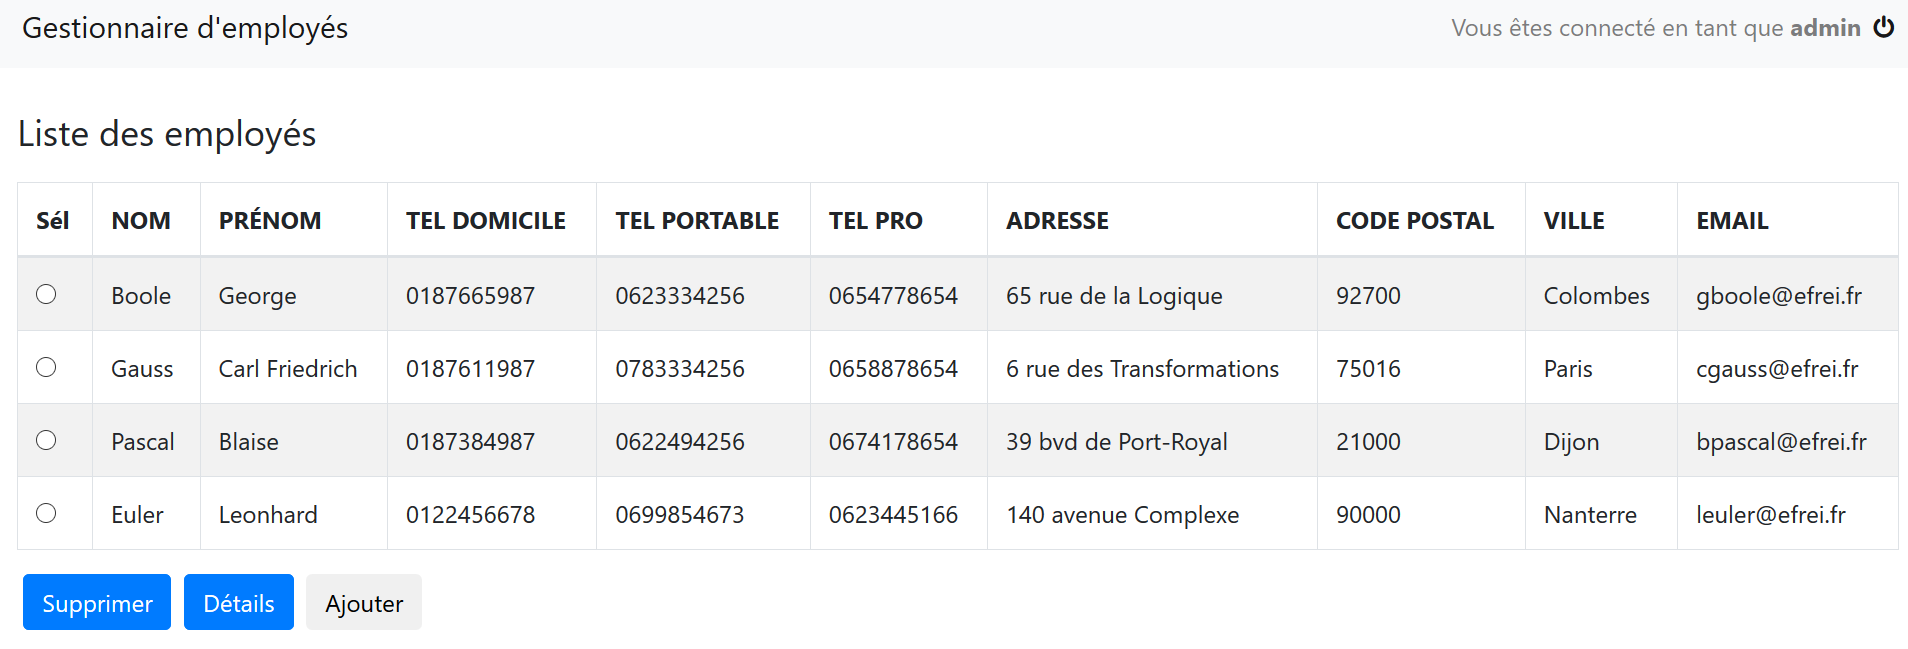 Gestionnaire d'employés
Vous êtes connecté en tant que admin
Liste des employés
Sél NOM PRÉNOM TEL DOMICILE TEL PORTABLE TEL PRO ADRESSE CODE POSTAL VILLE EMAIL
Boole George 0187665987 0623334256 0654778654 65 rue de la Logique 92700 Colombes gboole@efrei.fr
Gauss Carl Friedrich 0187611987 0783334256 0658878654 6 rue des Transformations 75016 Paris cgauss@efrei.fr
Pascal Blaise 0187384987 0622494256 0674178654 39 bvd de Port-Royal 21000 Dijon bpascal@efrei.fr
Euler Leonhard 0122456678 0699854673 0623445166 140 avenue Complexe 90000 Nanterre leuler@efrei.fr
Supprimer Détails Ajouter